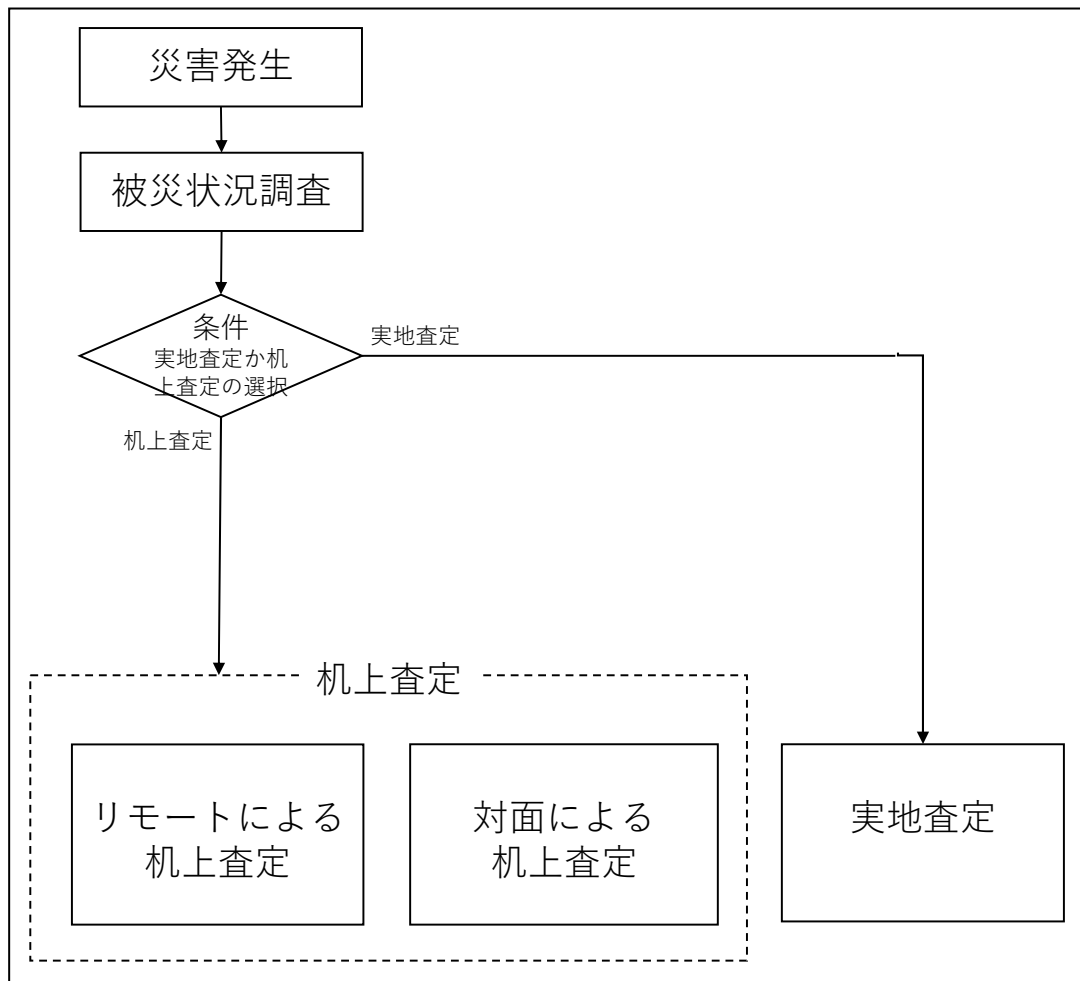 災害発生
被災状況調査
条件
実地査定か机
上査定の選択
実地査定
机上査定
机上査定
リモートによる
机上査定
対面による
机上査定
実地査定